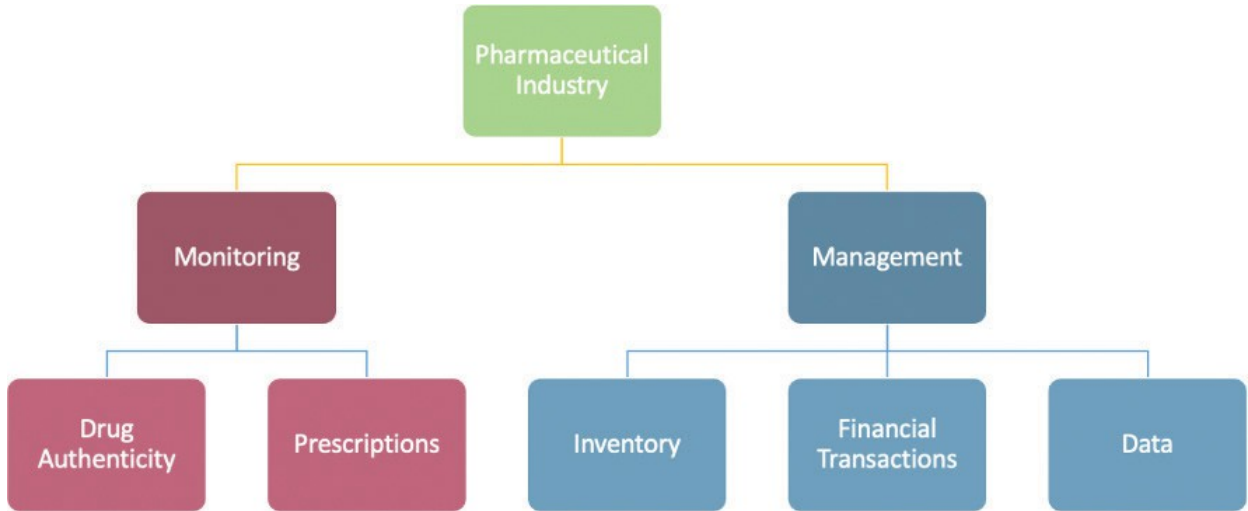 Pharmaceutical
Industry
Monitoring
Management
Drug
Authenticity
Prescriptions
Inventory
Financial
Transactions
Data